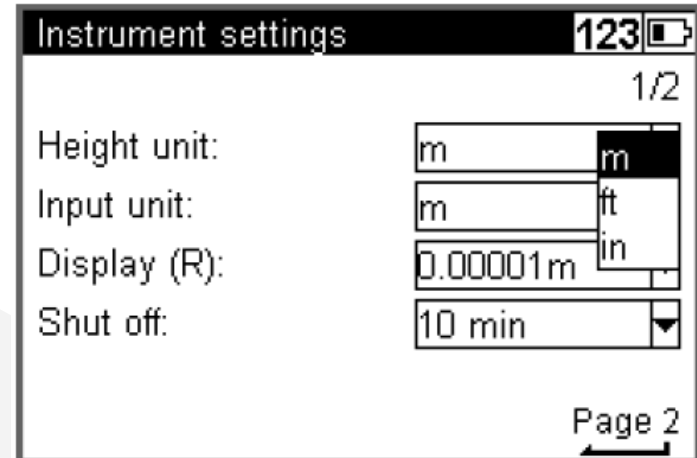 Instrument settings 123
1/2
Height unit: m m
Input unit: m ft
in
Display (R): 0.00001m
Shut off: 10 min
Page 2